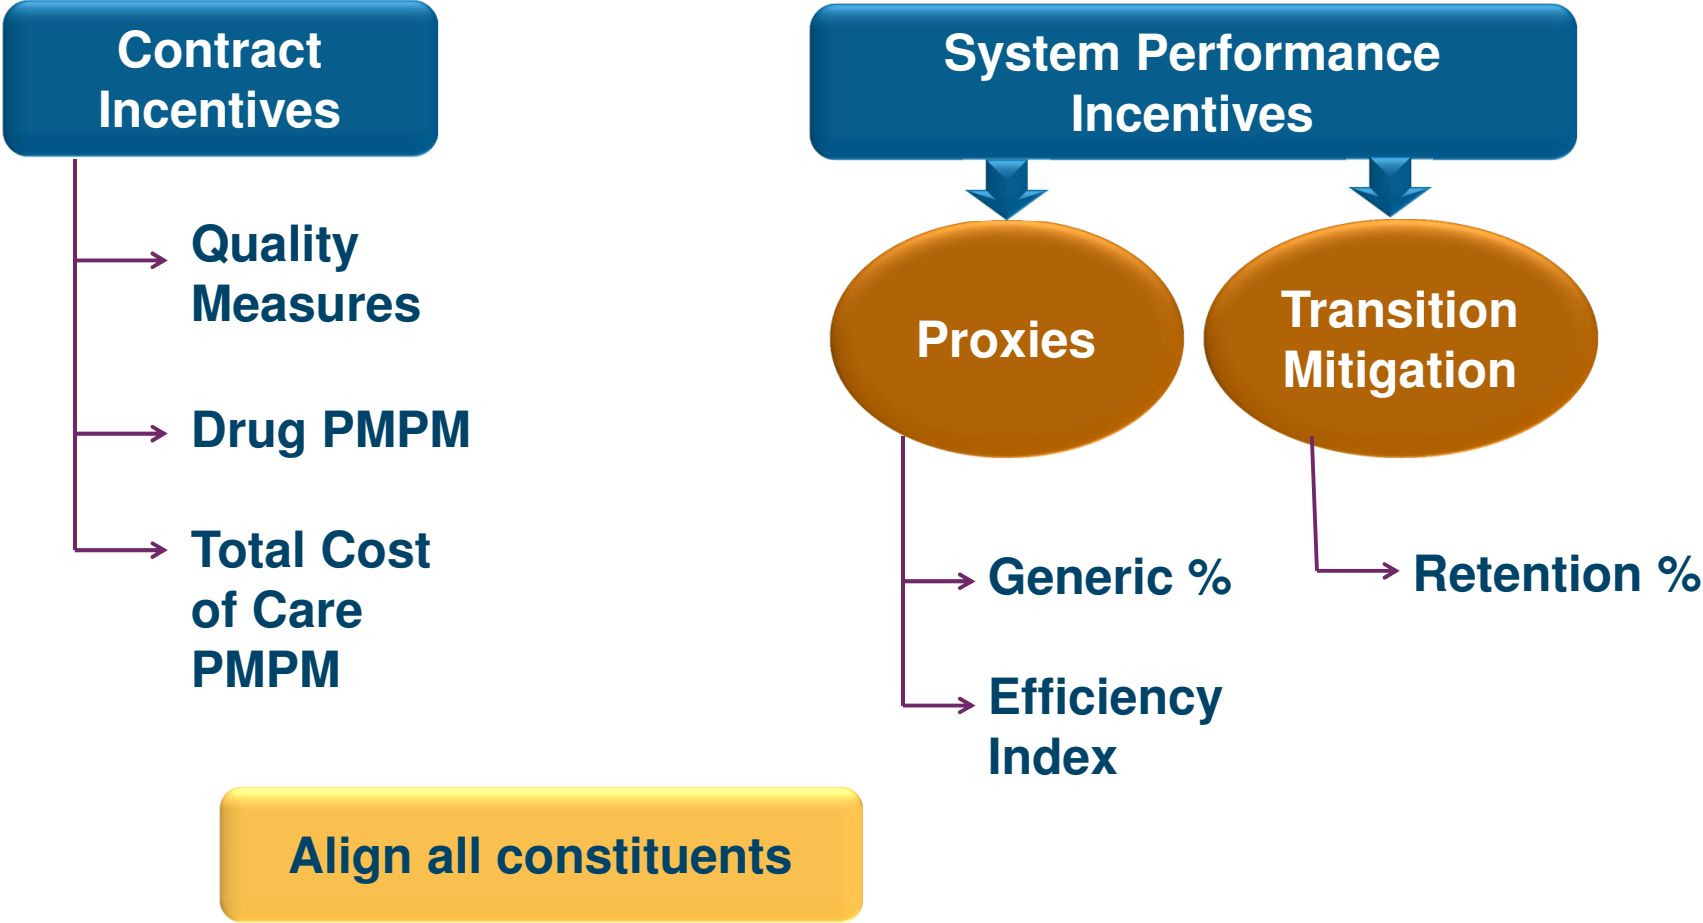 Contract
Incentives
Quality
Measures
Drug PMPM
Total Cost
of Care
PMPM
System Performance
Incentives
Proxies
Generic %
Efficiency
Index
Transition
Mitigation
Retention %
Align all constituents